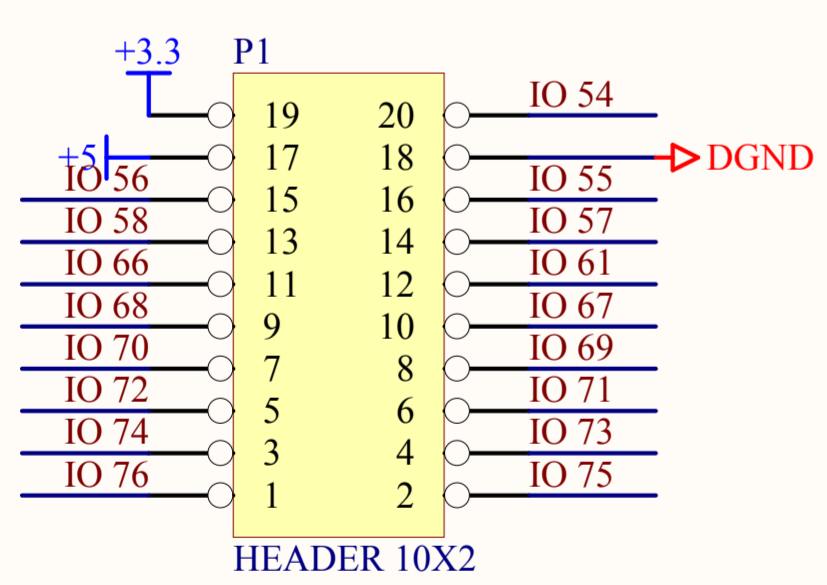 +3.3 P1
19 20 IO 54
+5 17 18 DGND
IO 56 15 16 IO 55
IO 58 13 14 IO 57
IO 66 11 12 IO 61
IO 68 9 10 IO 67
IO 70 7 8 IO 69
IO 72 5 6 IO 71
IO 74 3 4 IO 73
IO 76 1 2 IO 75
HEADER 10X2